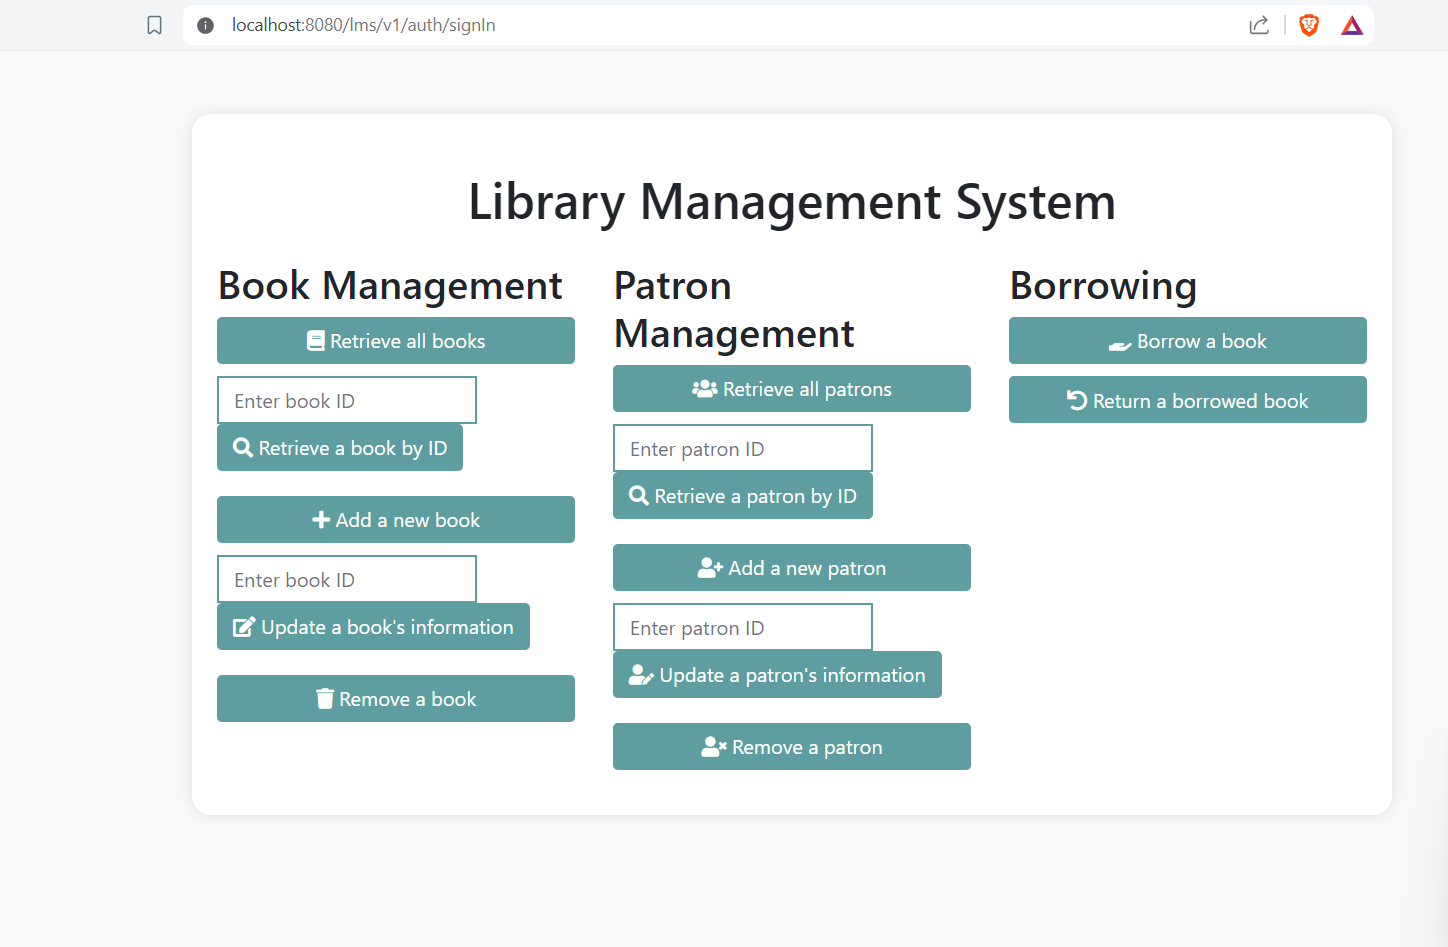 localhost:8080/lms/v1/auth/signIn
Library Management System
Book Management
Retrieve all books
Enter book ID
Retrieve a book by ID
Add a new book
Enter book ID
Update a book's information
Remove a book
Patron
Management
Retrieve all patrons
Enter patron ID
Retrieve a patron by ID
Add a new patron
Enter patron ID
Update a patron's information
Remove a patron
Borrowing
Borrow a book
Return a borrowed book